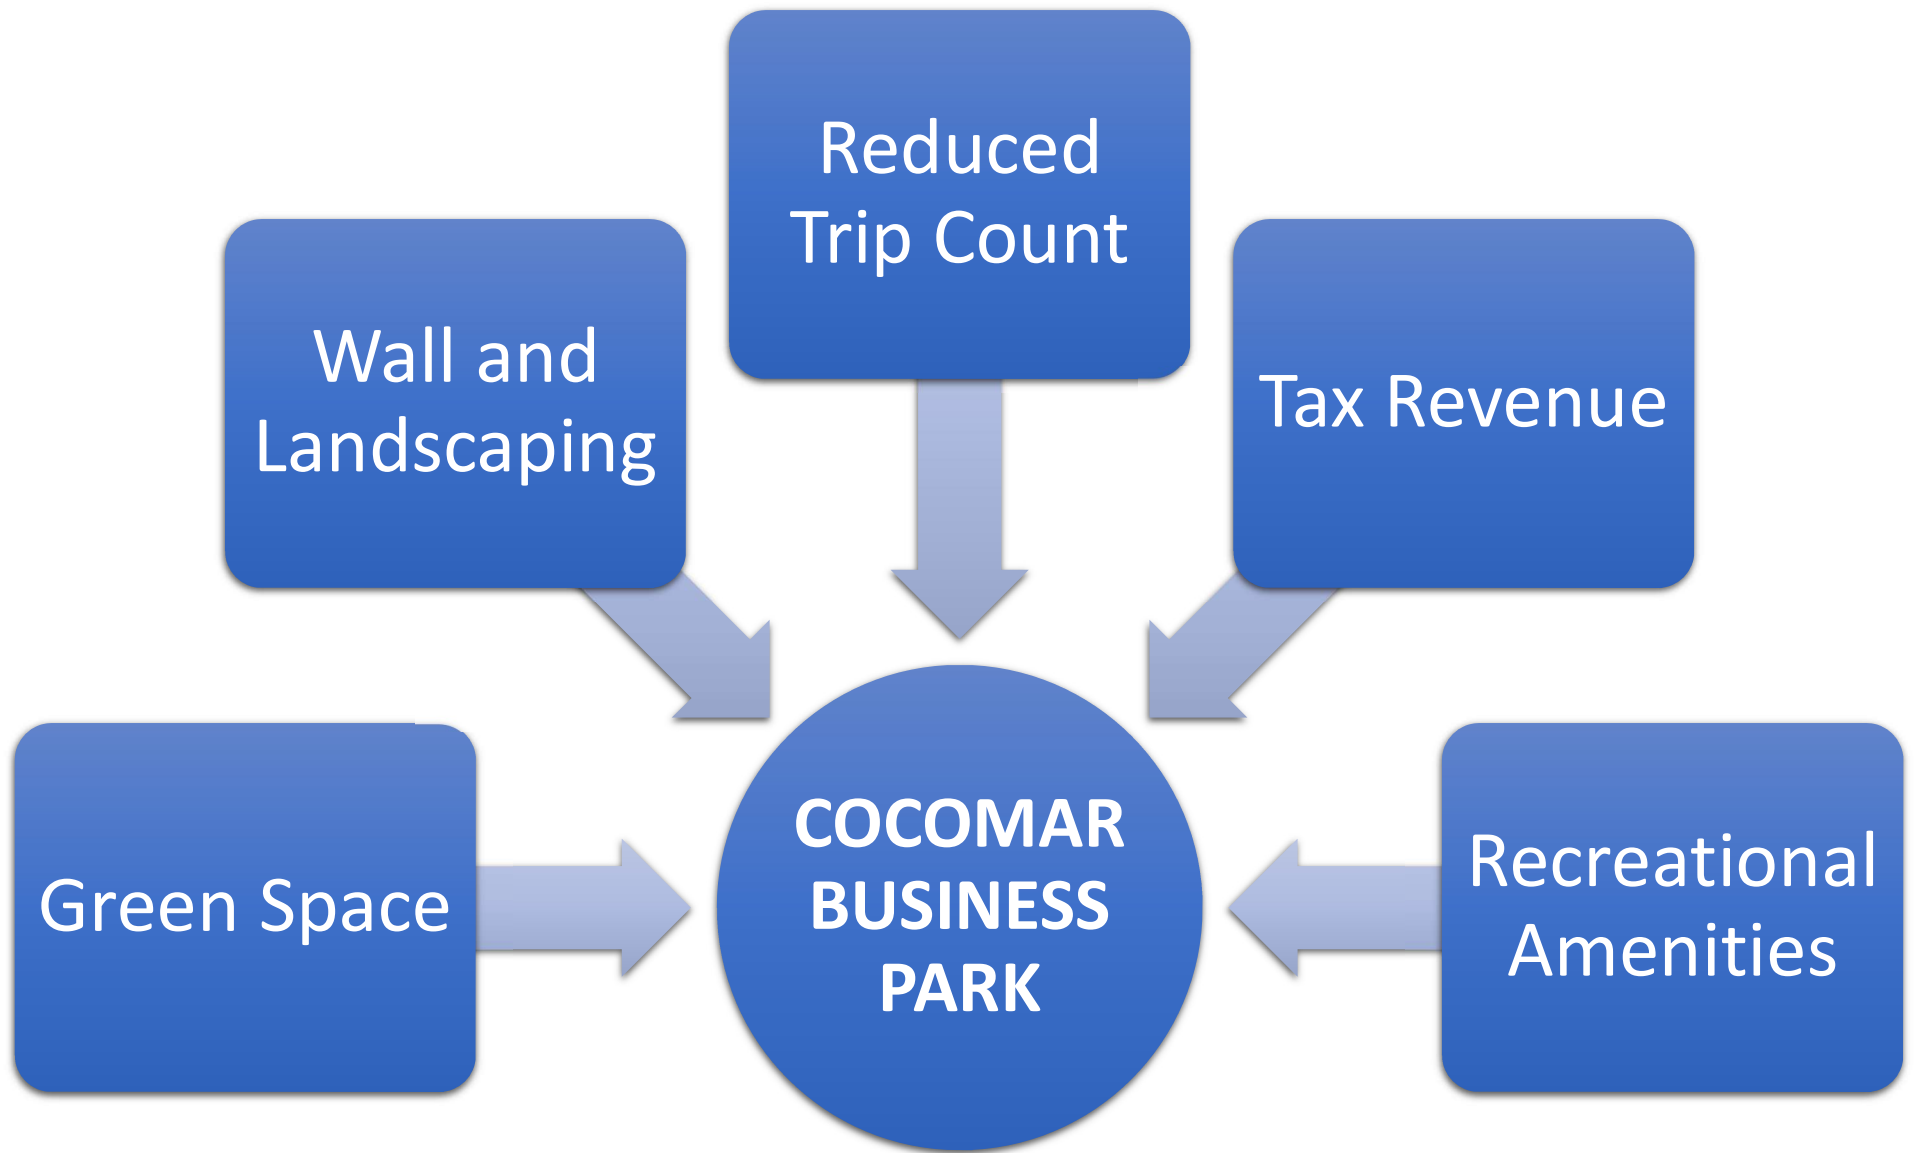 Reduced
Trip Count
Wall and
Landscaping
Tax Revenue
Green Space
COCOMAR
BUSINESS
PARK
Recreational
Amenities